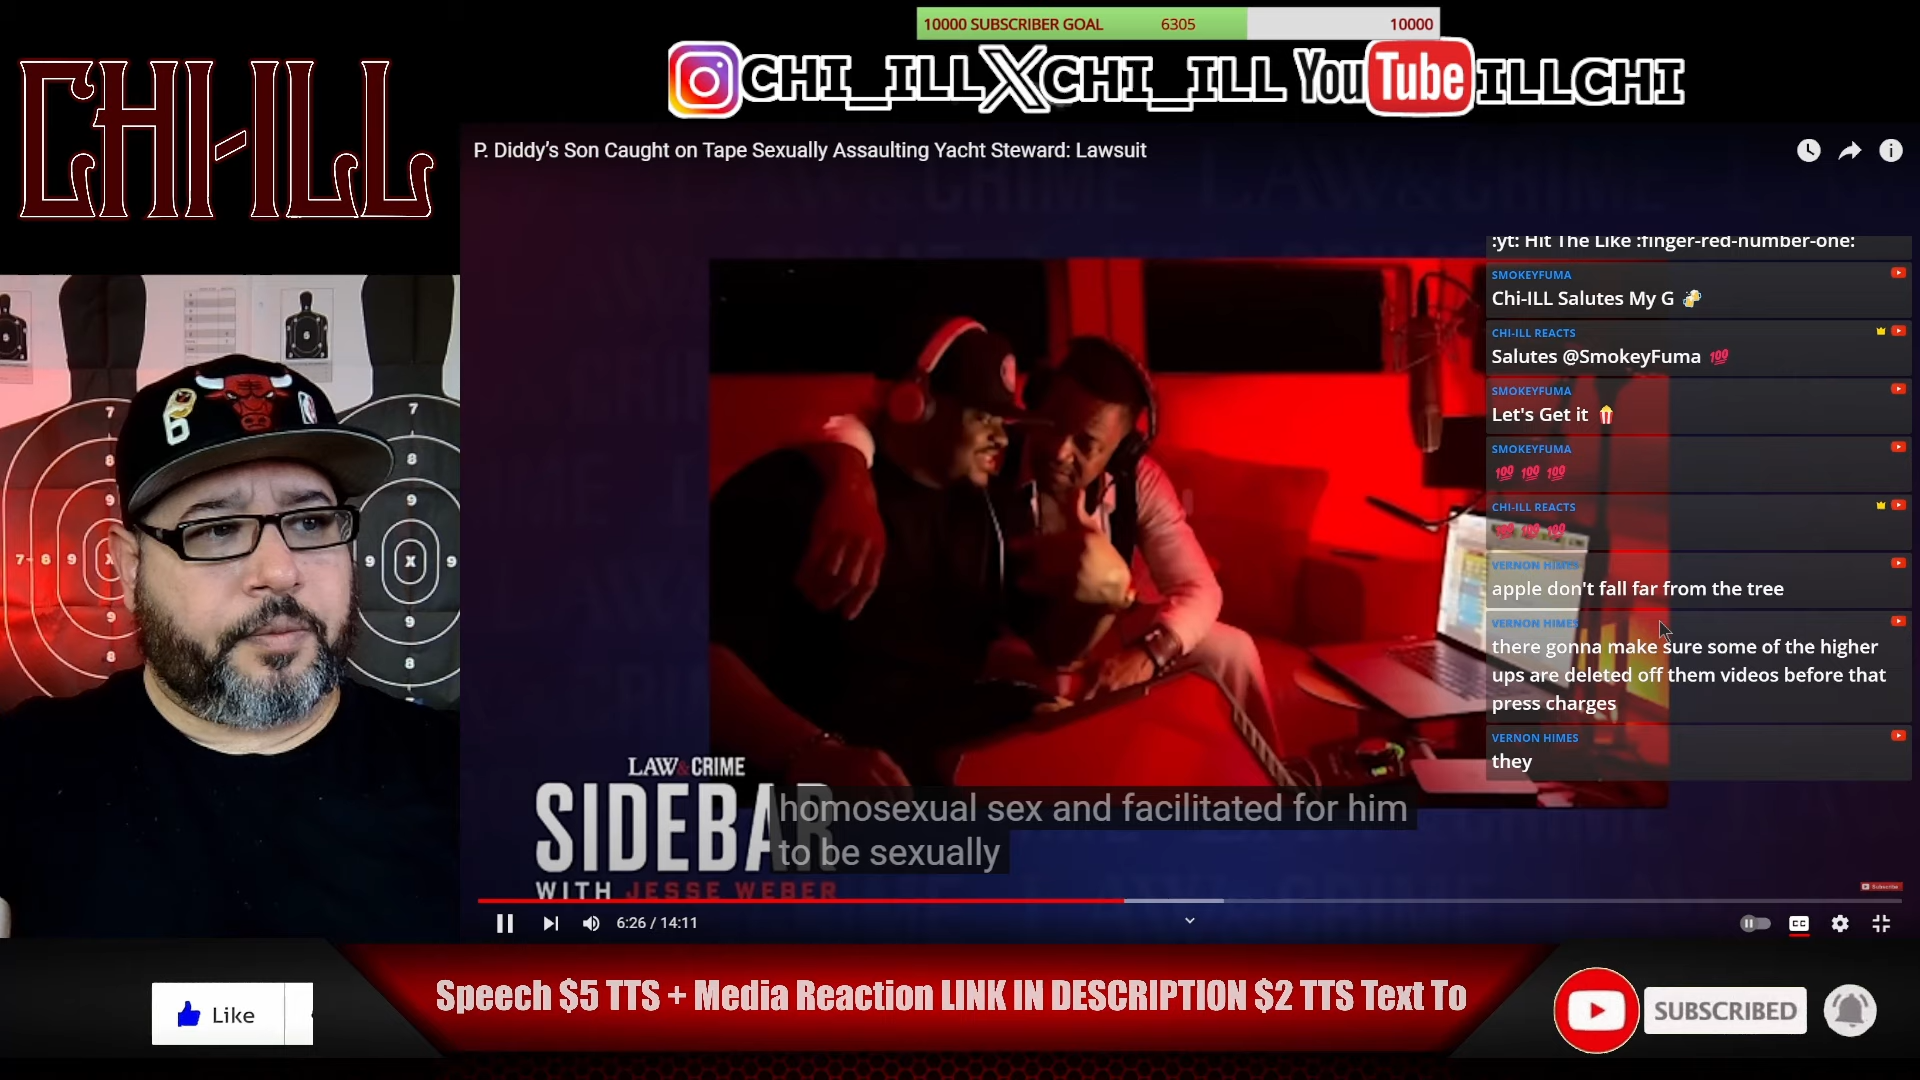 10000 SUBSCRIBER GOAL 6305 10000
CHI-ILL
CHI_ILL X CHI_ILL YouTube ILLCHI
P. Diddy’s Son Caught on Tape Sexually Assaulting Yacht Steward: Lawsuit
:yt: Hit The Like :finger-red-number-one:
SMOKEYFUMA
Chi-ILL Salutes My G
CHI-ILL REACTS
Salutes @SmokeyFuma 💯
SMOKEYFUMA
Let's Get it 🍿
SMOKEYFUMA
💯 💯 💯
CHI-ILL REACTS
💯 💯 💯
VERNON HIMES
apple don't fall far from the tree
VERNON HIMES
there gonna make sure some of the higher
ups are deleted off them videos before that
press charges
VERNON HIMES
they
LAW&CRIME
SIDEBAR
WITH JESSE WEBER
homosexual sex and facilitated for him
to be sexually
Subscribe
6:26 / 14:11
CC
Speech $5 TTS + Media Reaction LINK IN DESCRIPTION $2 TTS Text To
Like
SUBSCRIBED